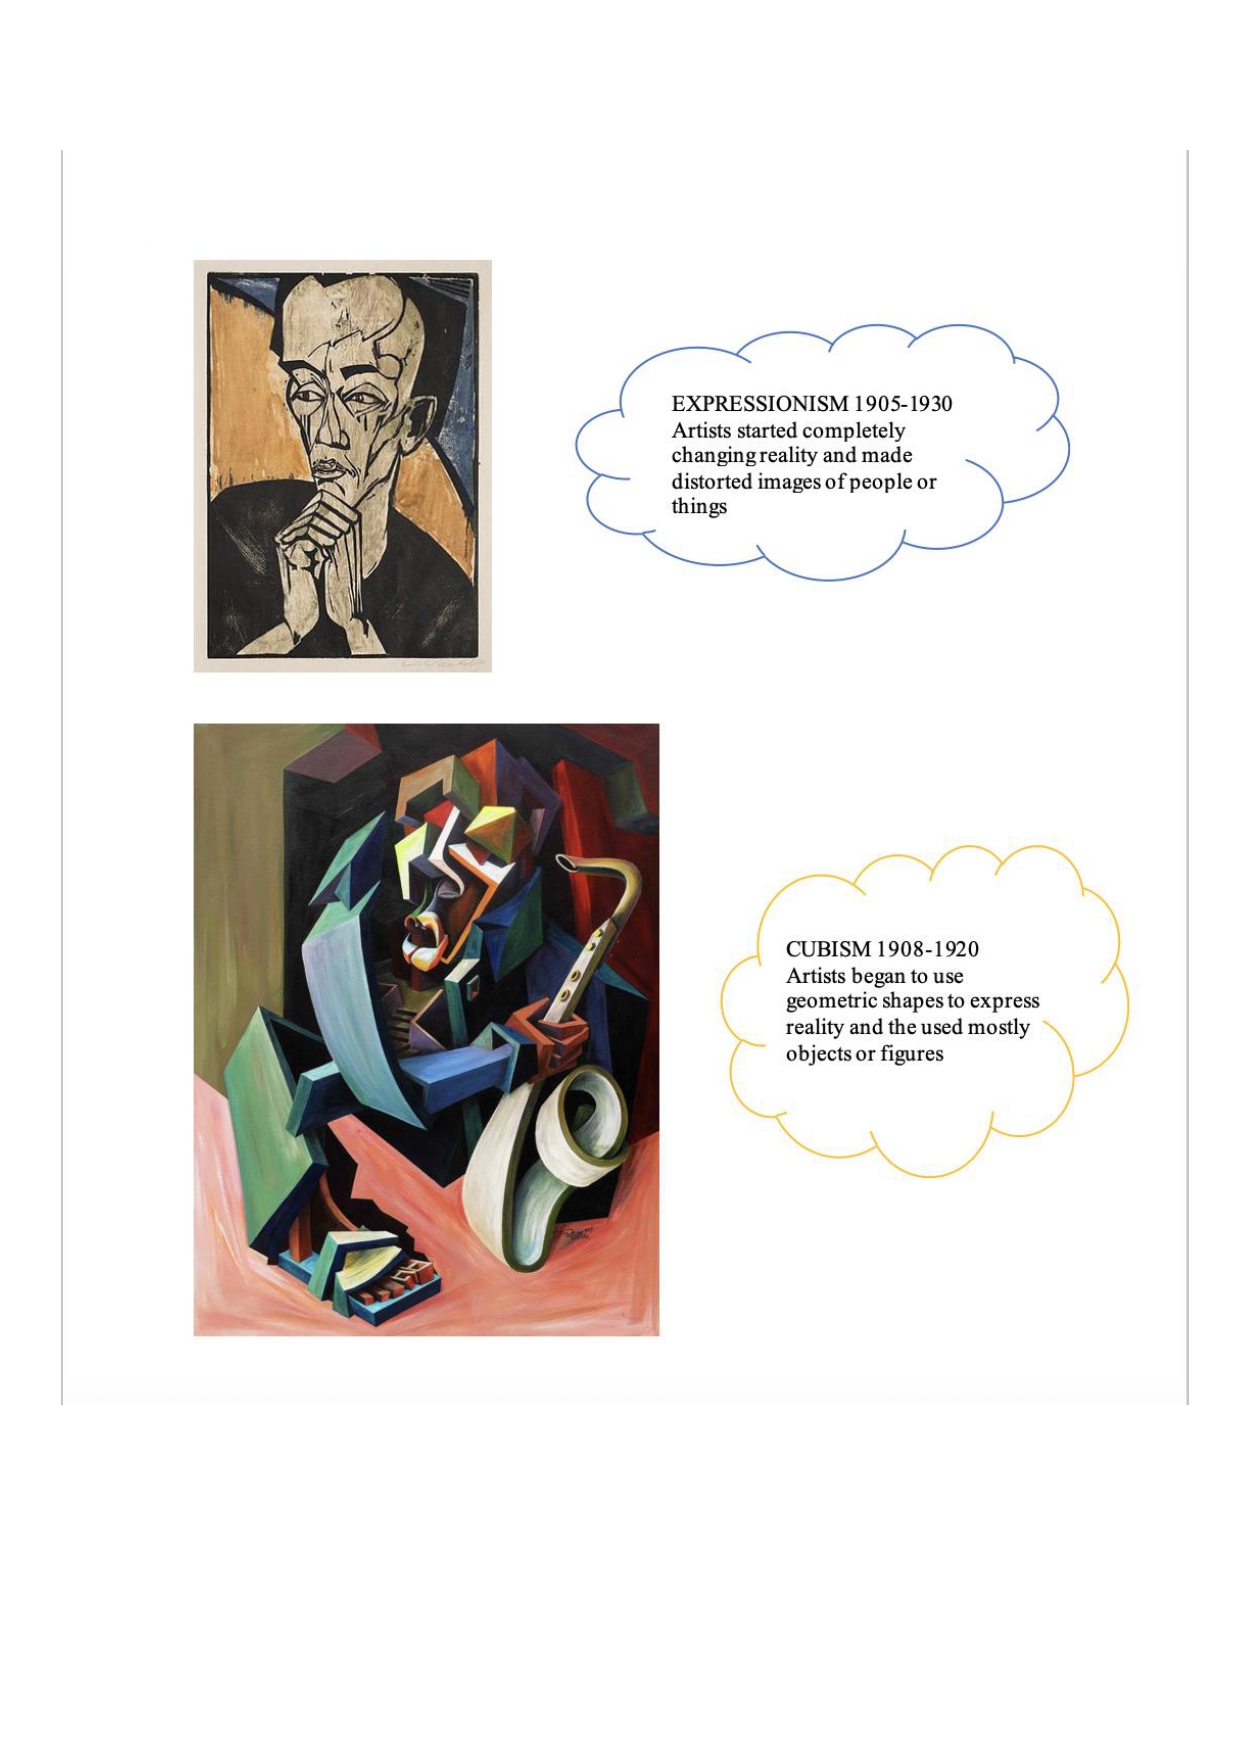 EXPRESSIONISM 1905-1930
Artists started completely
changing reality and made
distorted images of people or
things
CUBISM 1908-1920
Artists began to use
geometric shapes to express
reality and the used mostly
objects or figures